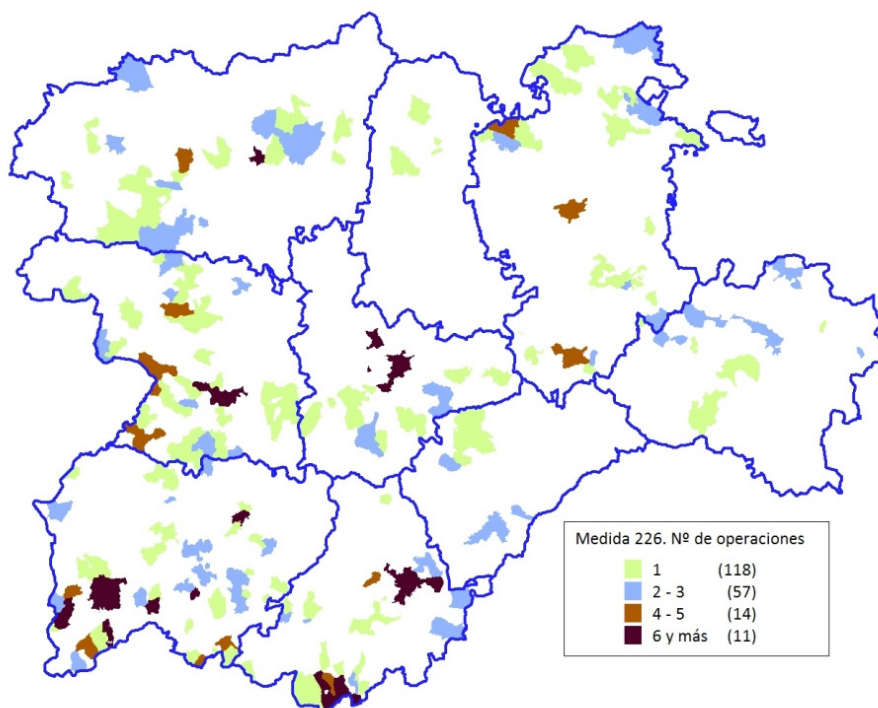 Medida 226. Nº de operaciones
1 (118)
2 - 3 (57)
4 - 5 (14)
6 y más (11)